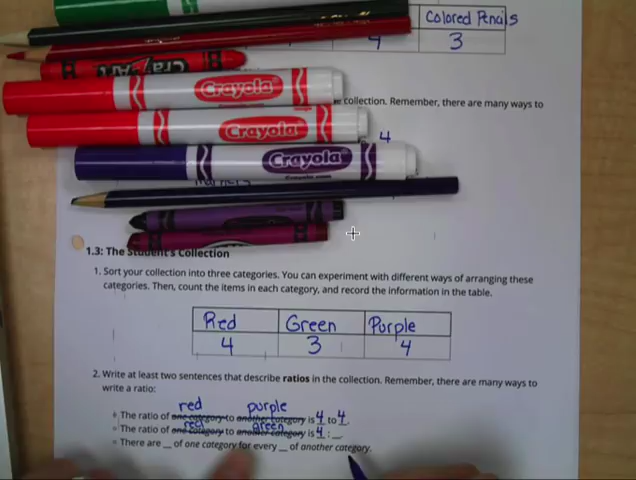 Colored Pencils
4 3
Cra-Z-Art
Crayola
collection. Remember, there are many ways to
Crayola
4
Crayola
Crayola.com
markers
1.3: The Student's Collection
1. Sort your collection into three categories. You can experiment with different ways of arranging these
categories. Then, count the items in each category, and record the information in the table.
Red Green Purple
4 3 4
2. Write at least two sentences that describe ratios in the collection. Remember, there are many ways to
write a ratio:
red purple
The ratio of one category to another category is 4 to 4.
red green
The ratio of one category to another category is 4 : __.
There are __ of one category for every __ of another category.